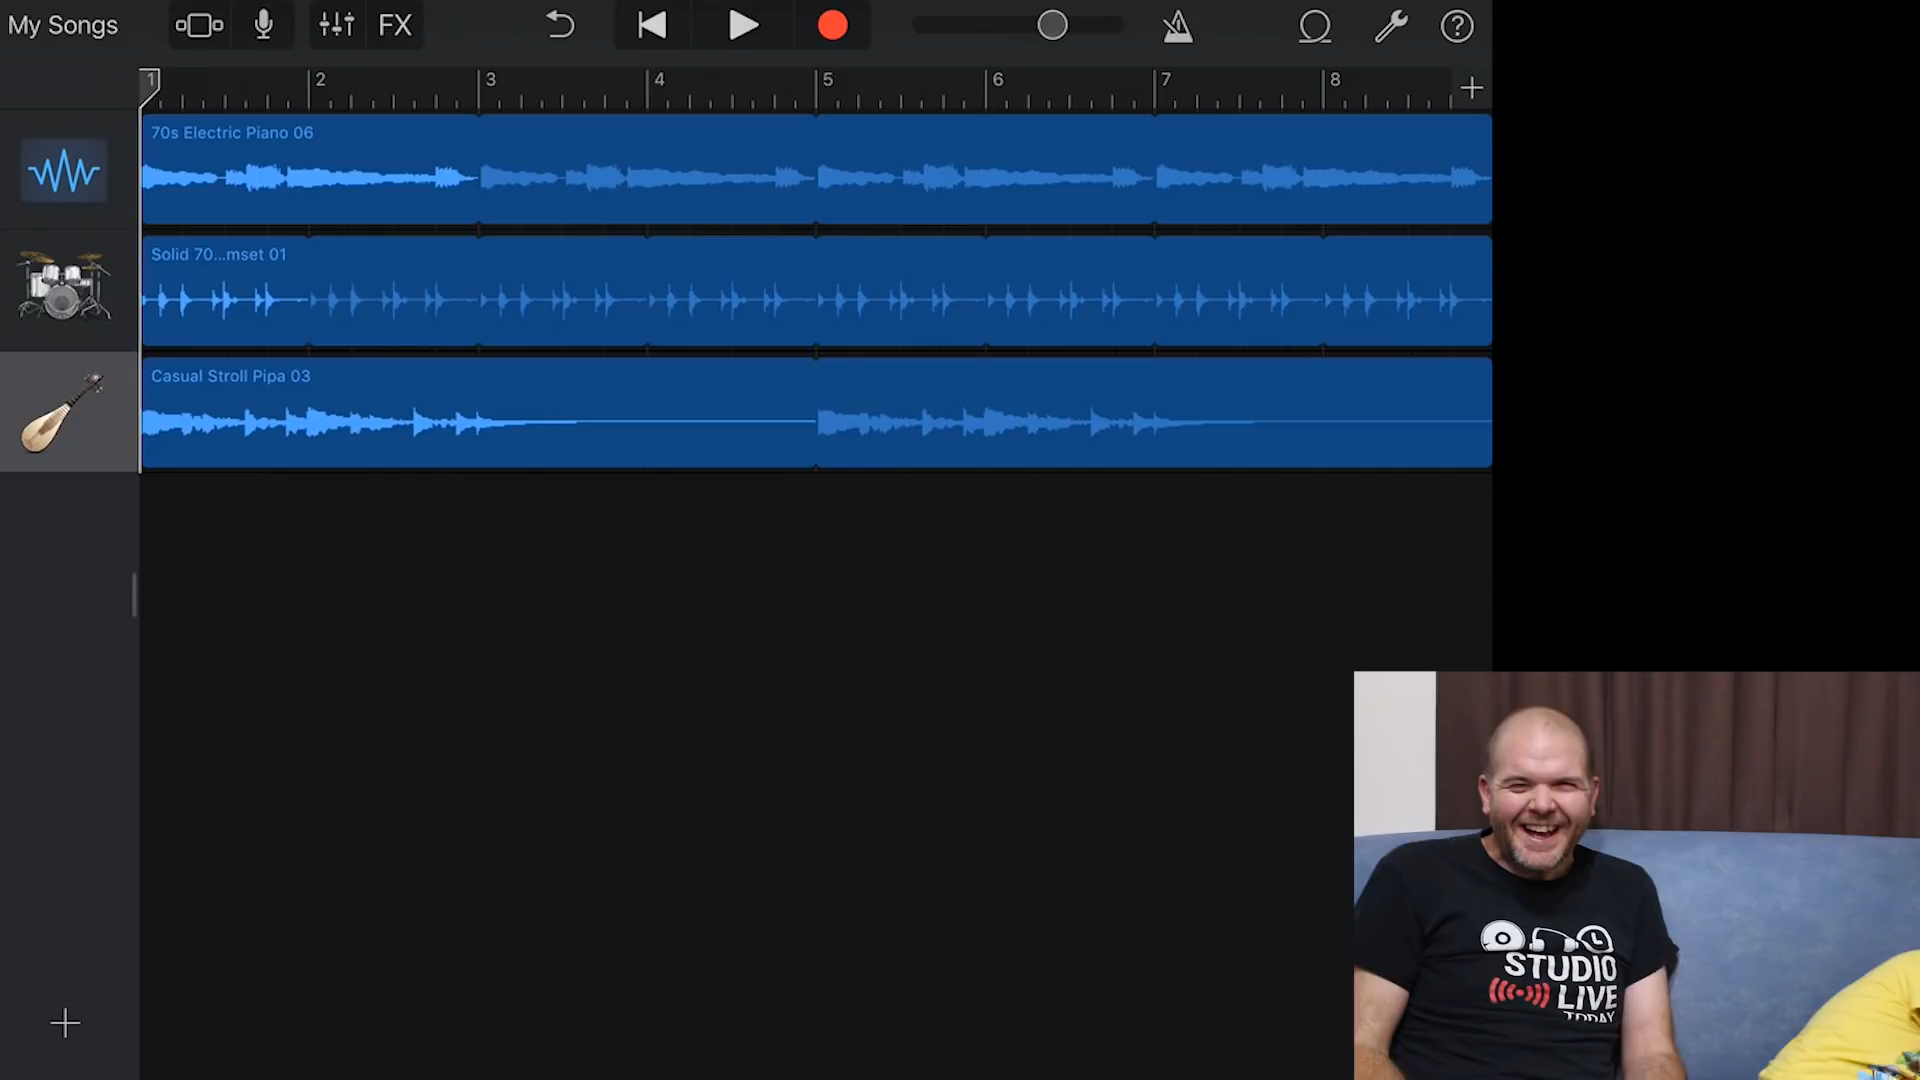 My Songs
FX
1 2 3 4 5 6 7 8
70s Electric Piano 06
Solid 70...mset 01
Casual Stroll Pipa 03
STUDIO
LIVE
TODAY